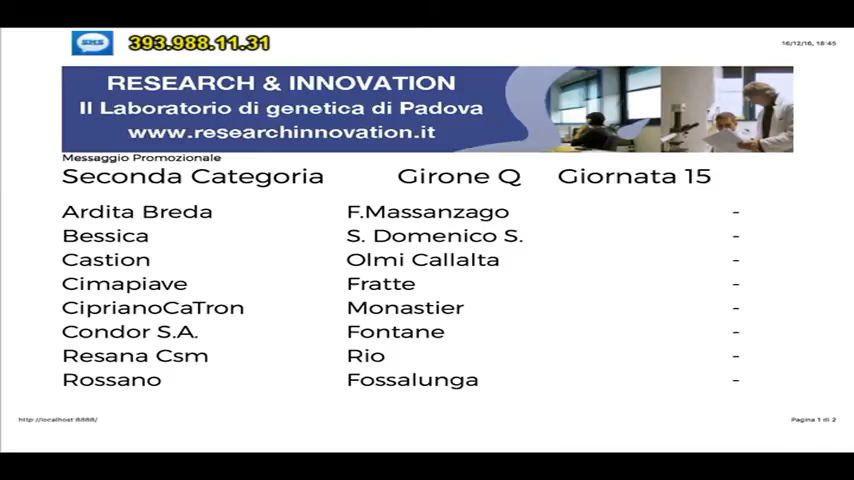 SMS 393.988.11.31
16/12/16, 18:45
RESEARCH & INNOVATION
Il Laboratorio di genetica di Padova
www.researchinnovation.it
Messaggio Promozionale
Seconda Categoria Girone Q Giornata 15
Ardita Breda F.Massanzago -
Bessica S. Domenico S. -
Castion Olmi Callalta -
Cimapiave Fratte -
CiprianoCaTron Monastier -
Condor S.A. Fontane -
Resana Csm Rio -
Rossano Fossalunga -
http://localhost:8888/ Pagina 1 di 2